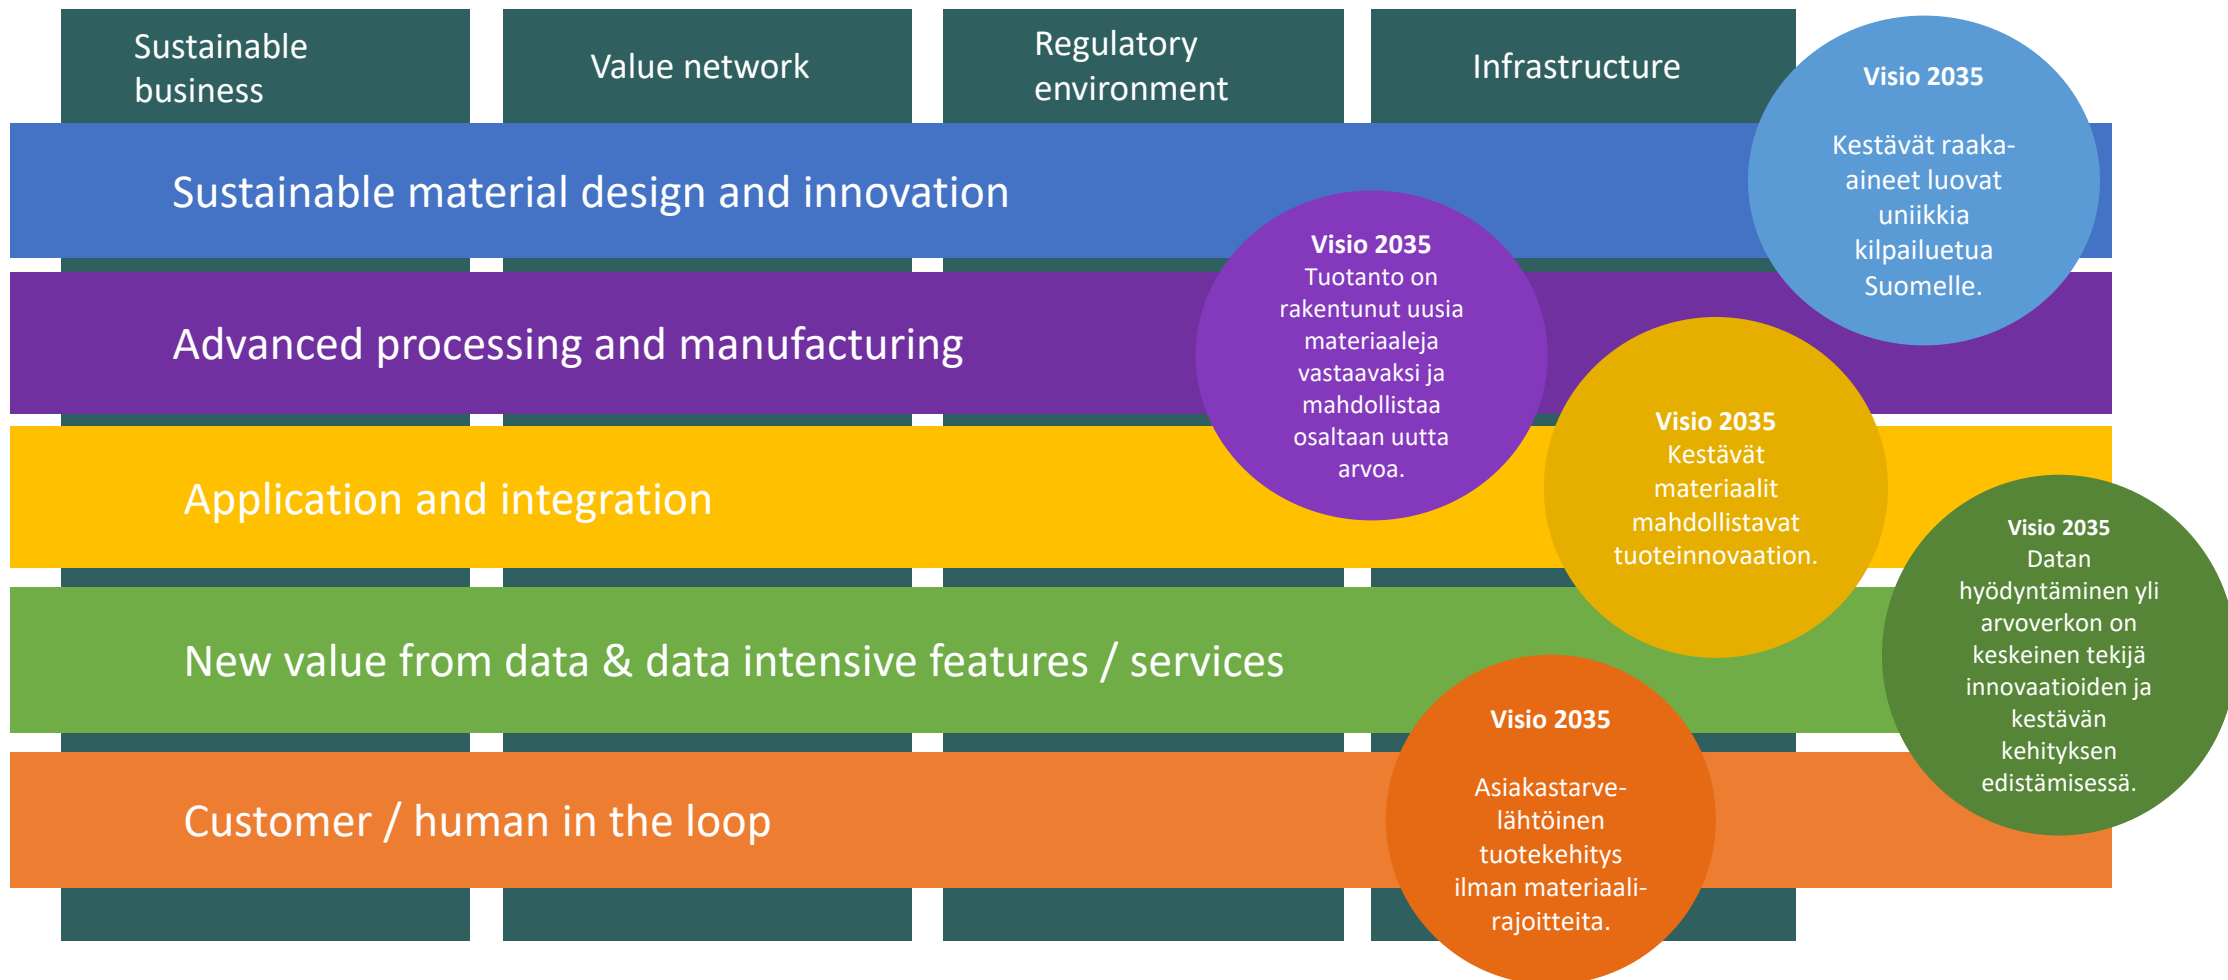 Sustainable
business
Value network
Regulatory
environment
Infrastructure
Visio 2035
Kestävät raaka-
aineet luovat
uniikkia
kilpailuetua
Suomelle.
Sustainable material design and innovation
Visio 2035
Tuotanto on
rakentunut uusia
materiaaleja
vastaavaksi ja
mahdollistaa
osaltaan uutta
arvoa.
Advanced processing and manufacturing
Visio 2035
Kestävät
materiaalit
mahdollistavat
tuoteinnovaation.
Application and integration
Visio 2035
Datan
hyödyntäminen yli
arvoverkon on
keskeinen tekijä
innovaatioiden ja
kestävän
kehityksen
edistämisessä.
New value from data & data intensive features / services
Visio 2035
Asiakastarve-
lähtöinen
tuotekehitys
ilman materiaali-
rajoitteita.
Customer / human in the loop